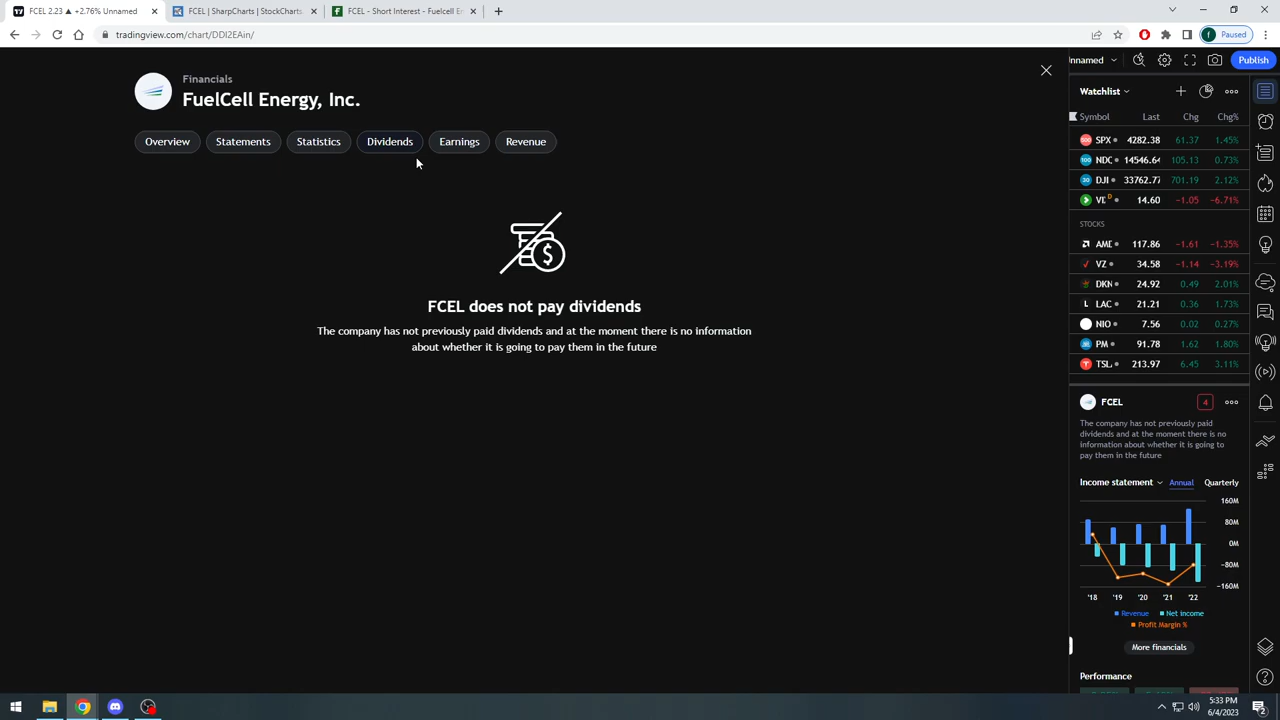 FCEL 2.23 ▲ +2.76% Unnamed
FCEL | SharpCharts | StockCharts.
FCEL - Short Interest - Fuelcell En
tradingview.com/chart/DDI2EAin/
f Paused
Financials
FuelCell Energy, Inc.
Overview Statements Statistics Dividends Earnings Revenue
FCEL does not pay dividends
The company has not previously paid dividends and at the moment there is no information
about whether it is going to pay them in the future
Jnnamed
Publish
Watchlist
Symbol Last Chg Chg%
SPX 4282.38 61.37 1.45%
NDC 14546.64 105.13 0.73%
DJI 33762.77 701.19 2.12%
D 14.60 −1.05 −6.71%
STOCKS
AME 117.86 −1.61 −1.35%
VZ 34.58 −1.14 −3.19%
DKN 24.92 0.49 2.01%
LAC 21.21 0.36 1.73%
NIO 7.56 0.02 0.27%
PM 91.78 1.62 1.80%
TSL 213.97 6.45 3.11%
FCEL 4
The company has not previously paid
dividends and at the moment there is no
information about whether it is going to
pay them in the future
Income statement Annual Quarterly
160M
80M
0M
−80M
−160M
'18 '19 '20 '21 '22
Revenue Net income
Profit Margin %
More financials
Performance
5:33 PM
6/4/2023
2